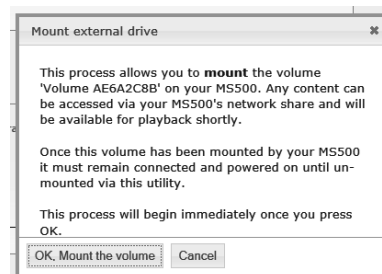 Mount external drive
This process allows you to mount the volume
'Volume AE6A2C8B' on your MS500. Any content can
be accessed via your MS500's network share and will
be available for playback shortly.
Once this volume has been mounted by your MS500
it must remain connected and powered on until un-
mounted via this utility.
This process will begin immediately once you press
OK.
OK, Mount the volume Cancel